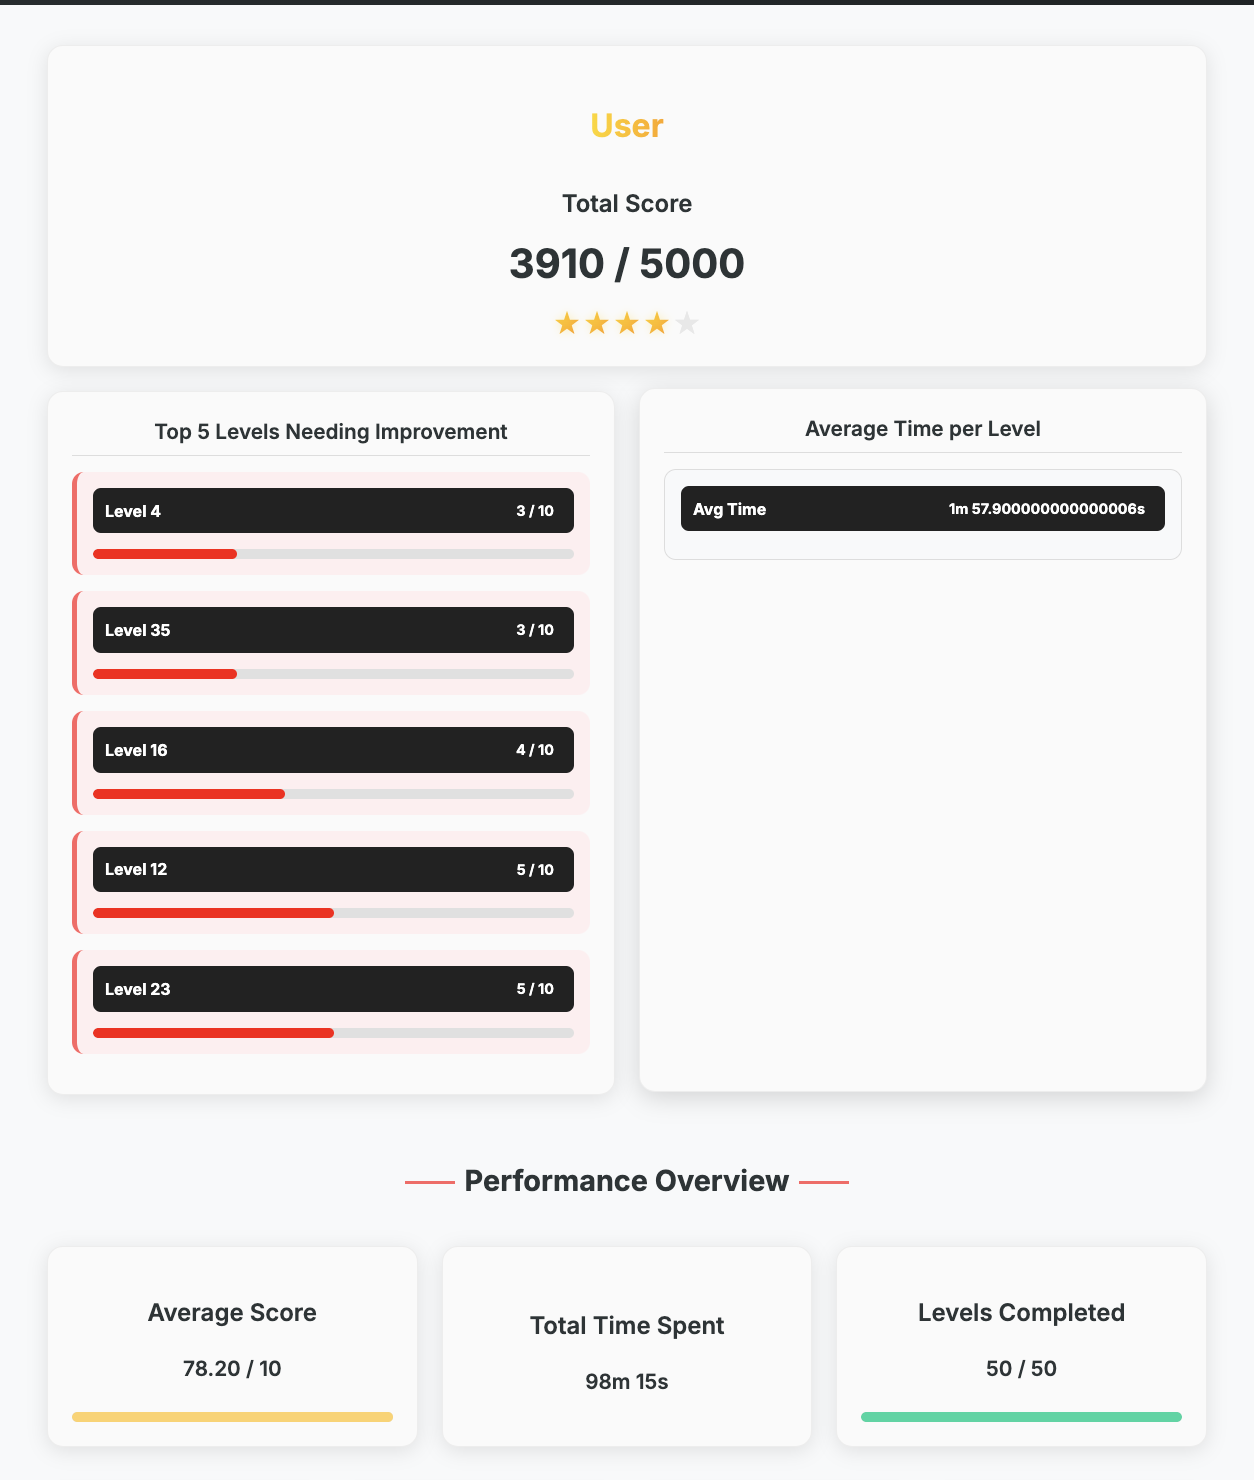 User
Total Score
3910 / 5000
Top 5 Levels Needing Improvement
Level 4 3 / 10
Level 35 3 / 10
Level 16 4 / 10
Level 12 5 / 10
Level 23 5 / 10
Average Time per Level
Avg Time 1m 57.900000000000006s
Performance Overview
Average Score
78.20 / 10
Total Time Spent
98m 15s
Levels Completed
50 / 50